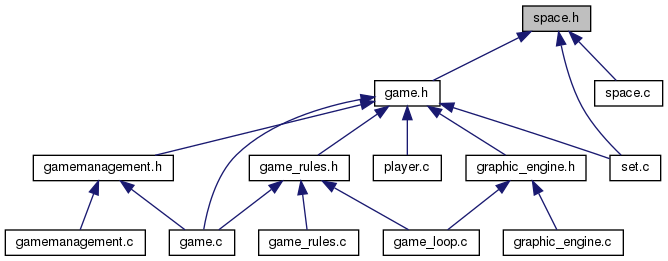 space.h
game.h
space.c
gamemanagement.h
game_rules.h
player.c
graphic_engine.h
set.c
gamemanagement.c
game.c
game_rules.c
game_loop.c
graphic_engine.c